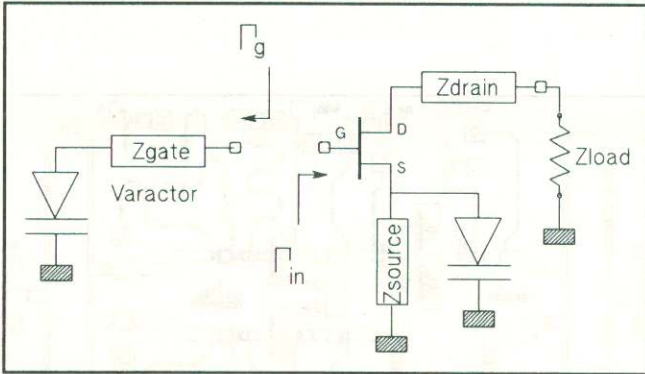 Γg
Zdrain
G
D
Zgate
S
Zload
Varactor
Γin
Zsource